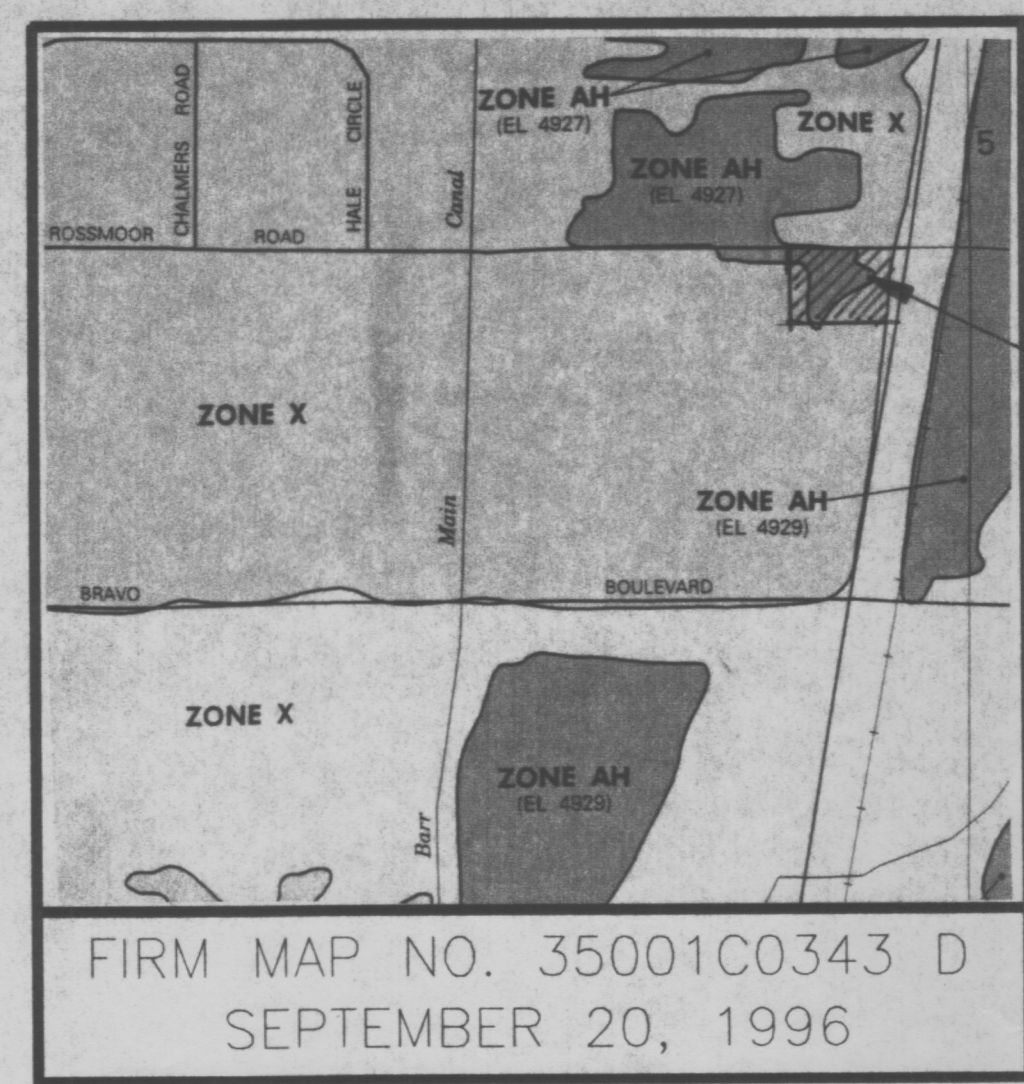 CHALMERS ROAD
HALE CIRCLE
ROSSMOOR ROAD
Canal
ZONE AH
(EL 4927)
ZONE AH
(EL 4927)
ZONE X
5
ZONE X
Main
ZONE AH
(EL 4929)
BRAVO BOULEVARD
ZONE X
ZONE AH
(EL 4929)
Barr
FIRM MAP NO. 35001C0343 D
SEPTEMBER 20, 1996